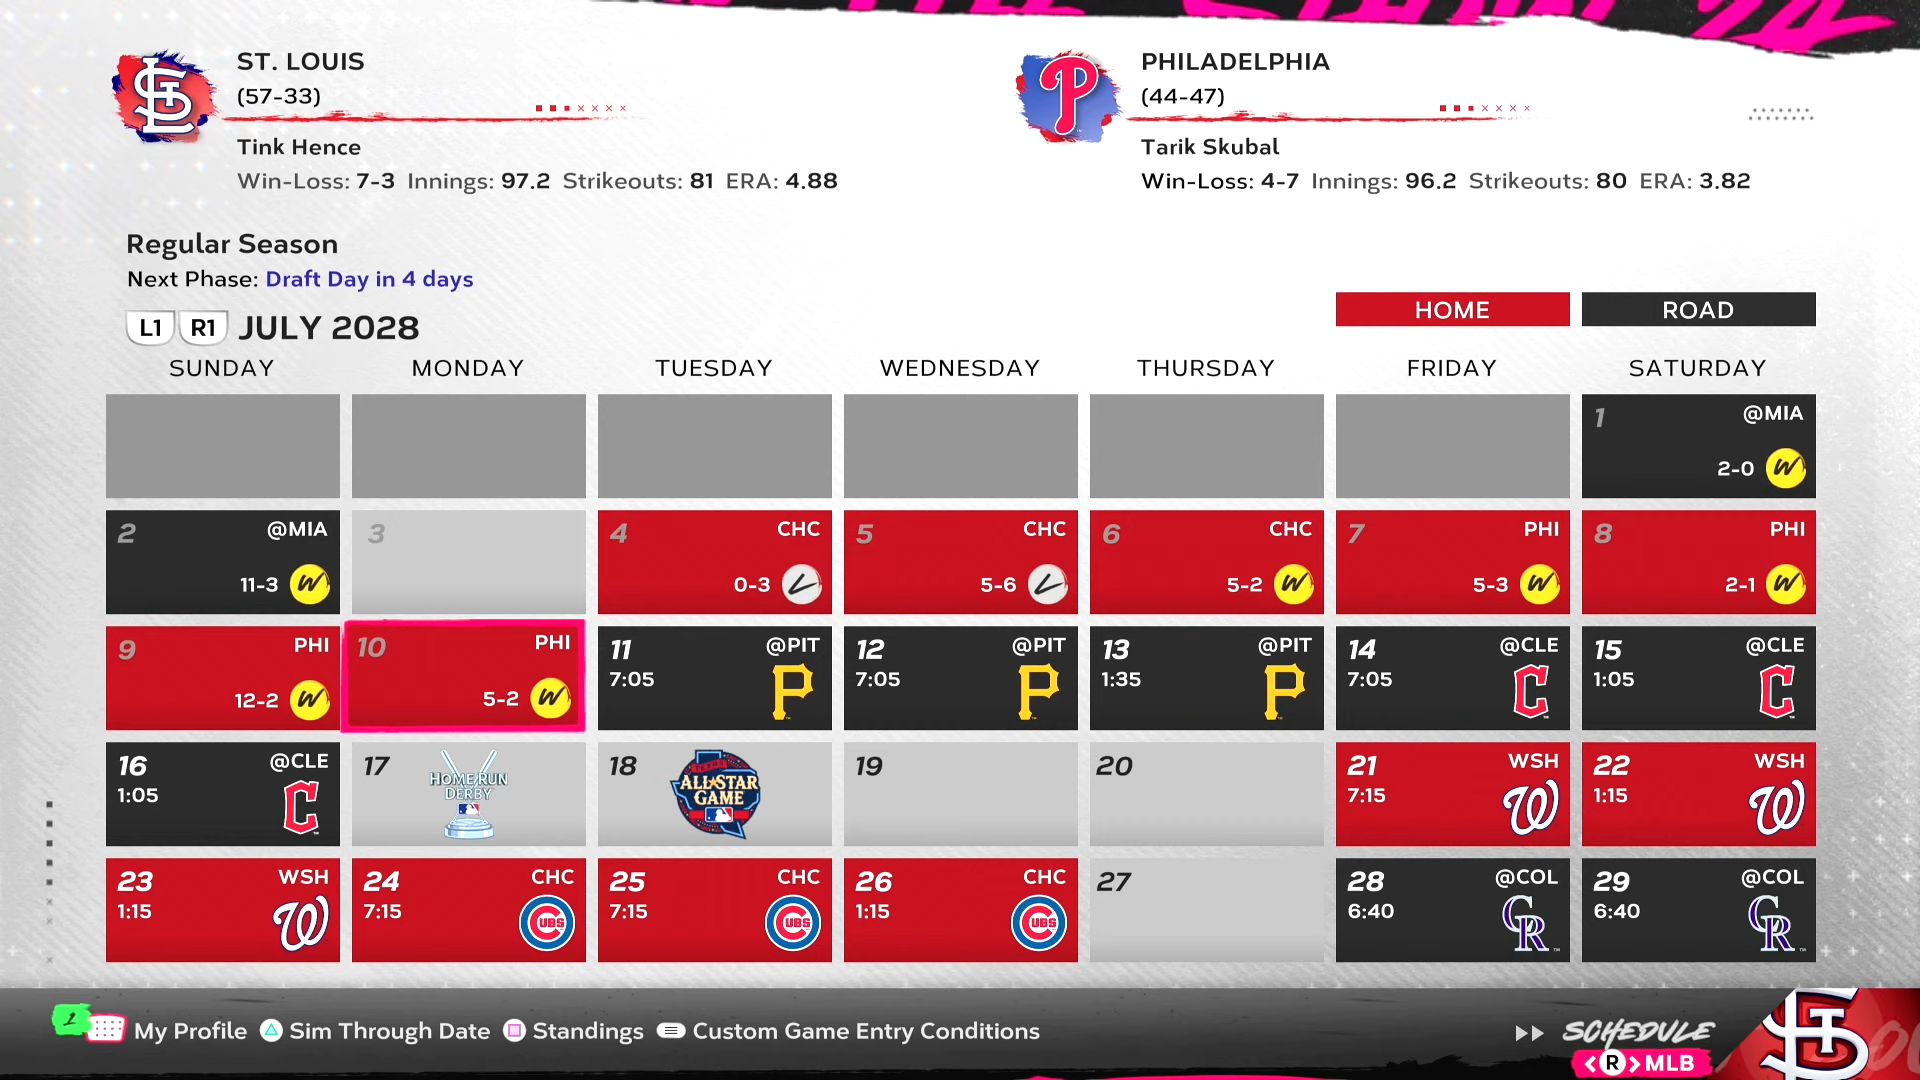 THE SHOW 24
ST. LOUIS
(57-33)
Tink Hence
Win-Loss: 7-3 Innings: 97.2 Strikeouts: 81 ERA: 4.88
PHILADELPHIA
(44-47)
Tarik Skubal
Win-Loss: 4-7 Innings: 96.2 Strikeouts: 80 ERA: 3.82
Regular Season
Next Phase: Draft Day in 4 days
L1 R1 JULY 2028
HOME ROAD
SUNDAY MONDAY TUESDAY WEDNESDAY THURSDAY FRIDAY SATURDAY
1 @MIA
2-0 W
2 @MIA 3 4 CHC 5 CHC 6 CHC 7 PHI 8 PHI
11-3 W 0-3 L 5-6 L 5-2 W 5-3 W 2-1 W
9 PHI 10 PHI 11 @PIT 12 @PIT 13 @PIT 14 @CLE 15 @CLE
12-2 W 5-2 W 7:05 P 7:05 P 1:35 P 7:05 C 1:05 C
16 @CLE 17 18 19 20 21 WSH 22 WSH
1:05 C HOME RUN DERBY TEXAS ALL-STAR GAME 7:15 W 1:15 W
23 WSH 24 CHC 25 CHC 26 CHC 27 28 @COL 29 @COL
1:15 W 7:15 CUBS 7:15 CUBS 1:15 CUBS 6:40 CR 6:40 CR
My Profile Sim Through Date Standings Custom Game Entry Conditions
SCHEDULE
R MLB